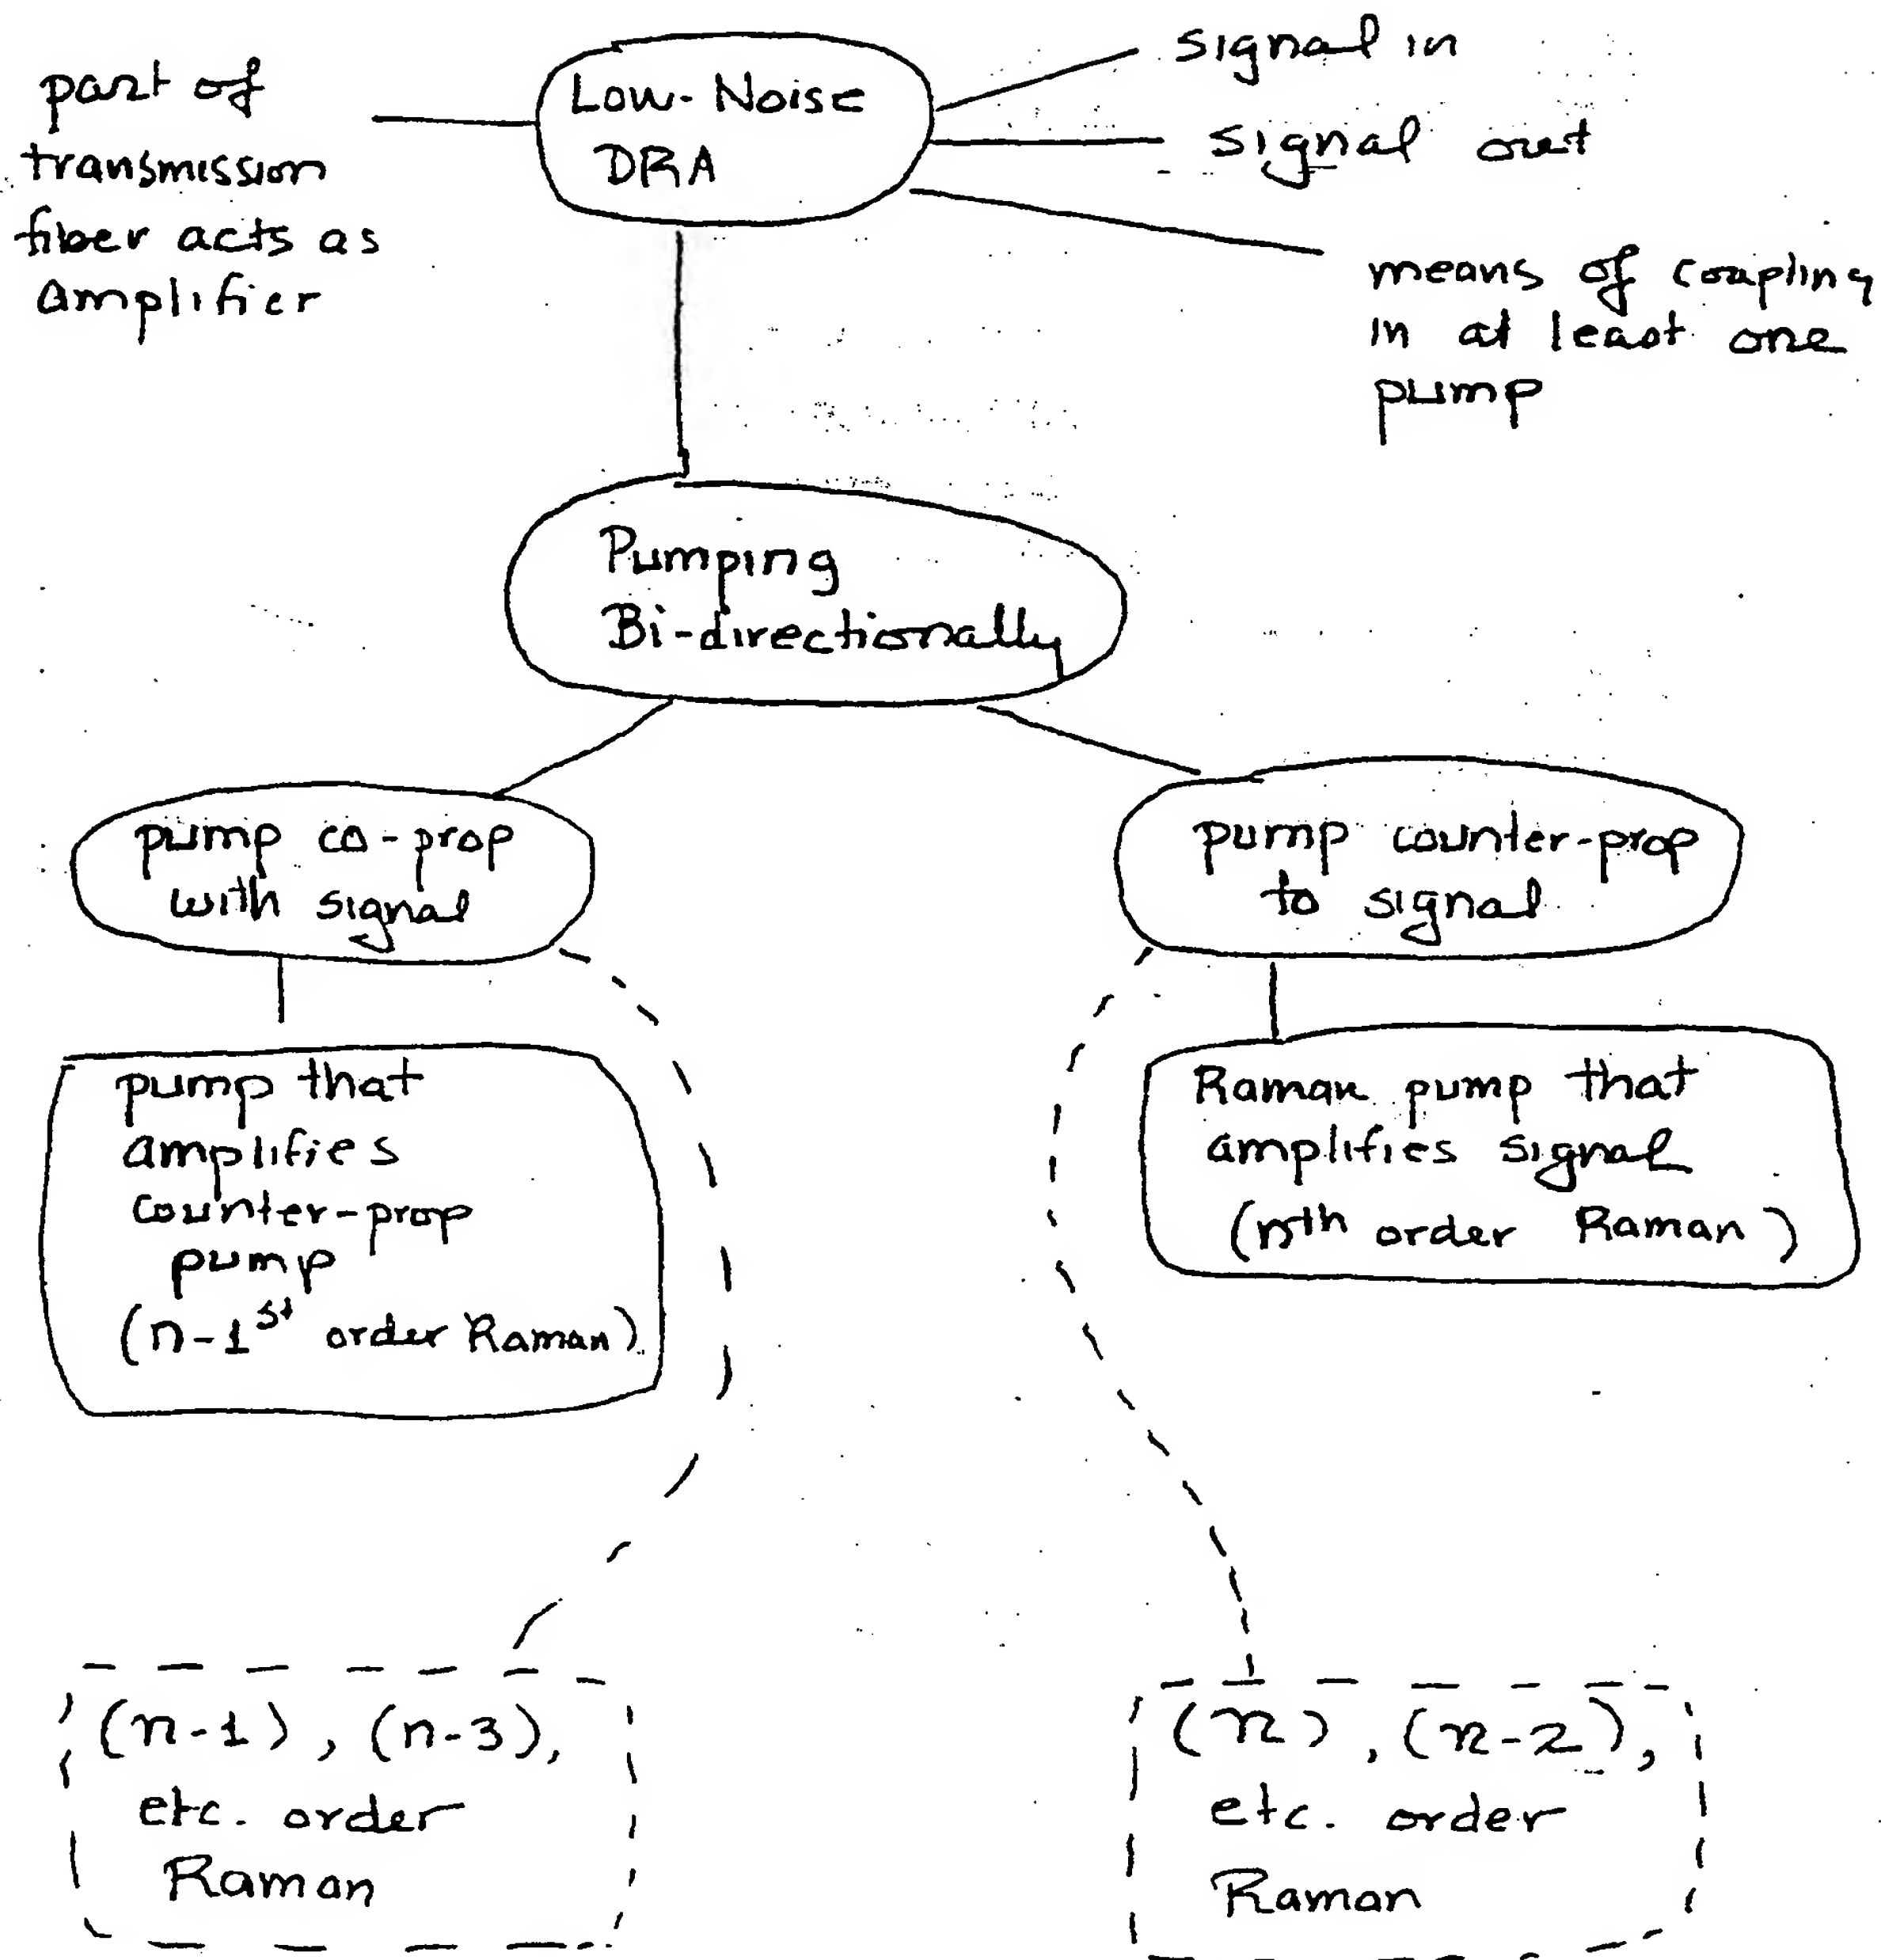 part of
transmission
fiber acts as
Amplifier
Low-Noise
DRA
signal in
signal out
means of coupling
in at least one
pump
Pumping
Bi-directionally
pump co-prop
with signal
pump counter-prop
to signal
pump that
amplifies
counter-prop
pump
(n-1st order Raman)
Raman pump that
amplifies signal
(nth order Raman)
(n-1), (n-3),
etc. order
Raman
(n), (n-2),
etc. order
Raman